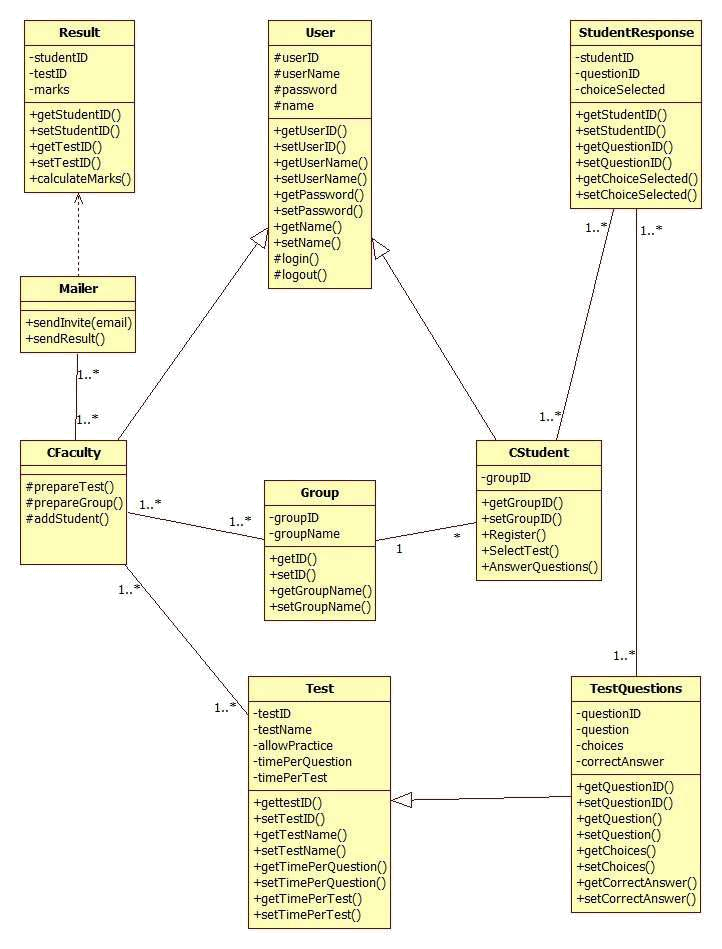 Result
-studentID
-testID
-marks
+getStudentID()
+setStudentID()
+getTestID()
+setTestID()
+calculateMarks()
User
#userID
#userName
#password
#name
+getUserID()
+setUserID()
+getUserName()
+setUserName()
+getPassword()
+setPassword()
+getName()
+setName()
#login()
#logout()
StudentResponse
-studentID
-questionID
-choiceSelected
+getStudentID()
+setStudentID()
+getQuestionID()
+setQuestionID()
+getChoiceSelected()
+setChoiceSelected()
1..*
1..*
Mailer
+sendInvite(email)
+sendResult()
1..*
1..*
1..*
CFaculty
#prepareTest()
#prepareGroup()
#addStudent()
1..*
1..*
Group
-groupID
-groupName
+getID()
+setID()
+getGroupName()
+setGroupName()
1
*
CStudent
-groupID
+getGroupID()
+setGroupID()
+Register()
+SelectTest()
+AnswerQuestions()
1..*
1..*
1..*
Test
-testID
-testName
-allowPractice
-timePerQuestion
-timePerTest
+gettestID()
+setTestID()
+getTestName()
+setTestName()
+getTimePerQuestion()
+setTimePerQuestion()
+getTimePerTest()
+setTimePerTest()
TestQuestions
-questionID
-question
-choices
-correctAnswer
+getQuestionID()
+setQuestionID()
+getQuestion()
+setQuestion()
+getChoices()
+setChoices()
+getCorrectAnswer()
+setCorrectAnswer()